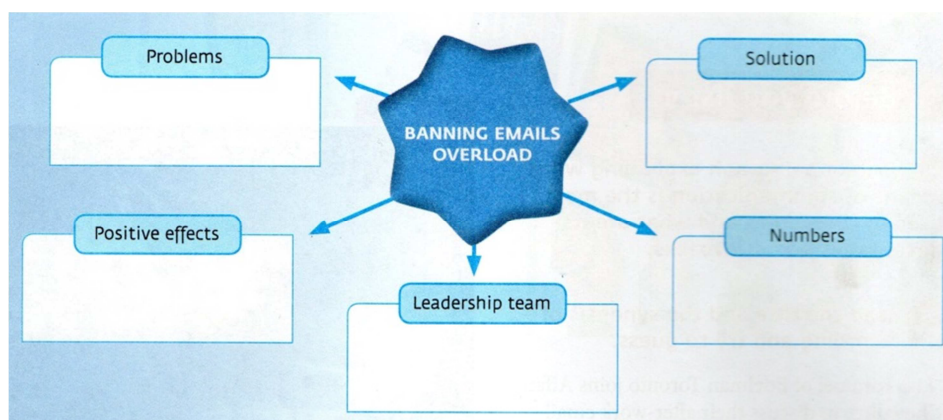 Problems
BANNING EMAILS
OVERLOAD
Solution
Positive effects
Numbers
Leadership team